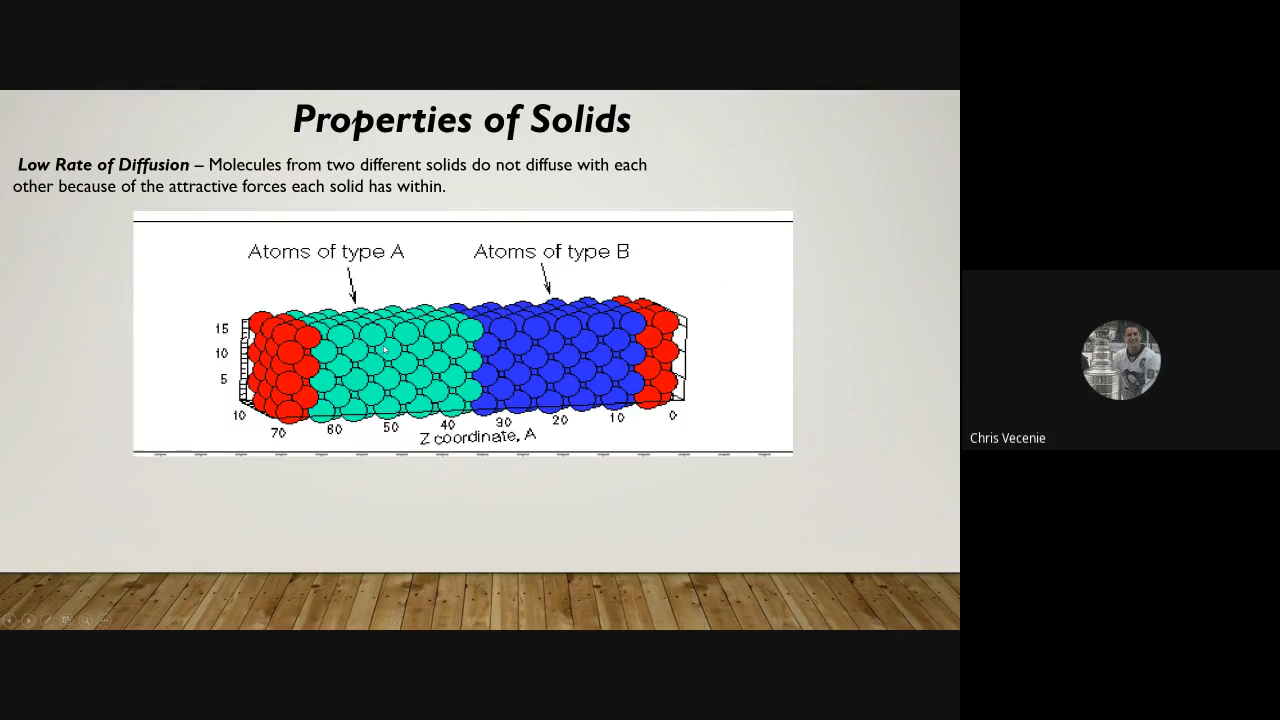 Properties of Solids
Low Rate of Diffusion – Molecules from two different solids do not diffuse with each
other because of the attractive forces each solid has within.
Atoms of type A
Atoms of type B
15
10
5
10
70
60
50
40
30
20
10
0
Z coordinate, A
Chris Vecenie